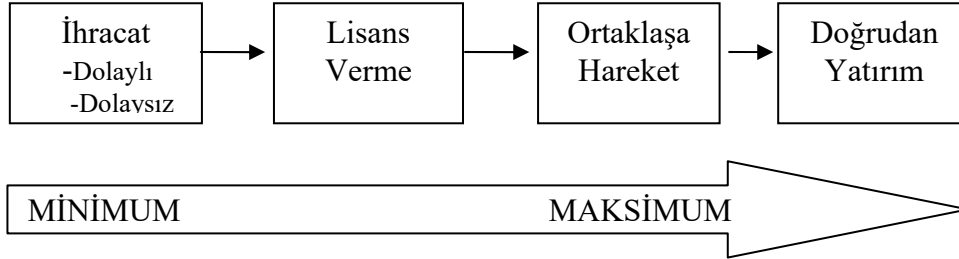 İhracat
-Dolaylı
-Dolaysız
Lisans
Verme
Ortaklaşa
Hareket
Doğrudan
Yatırım
MİNİMUM MAKSİMUM